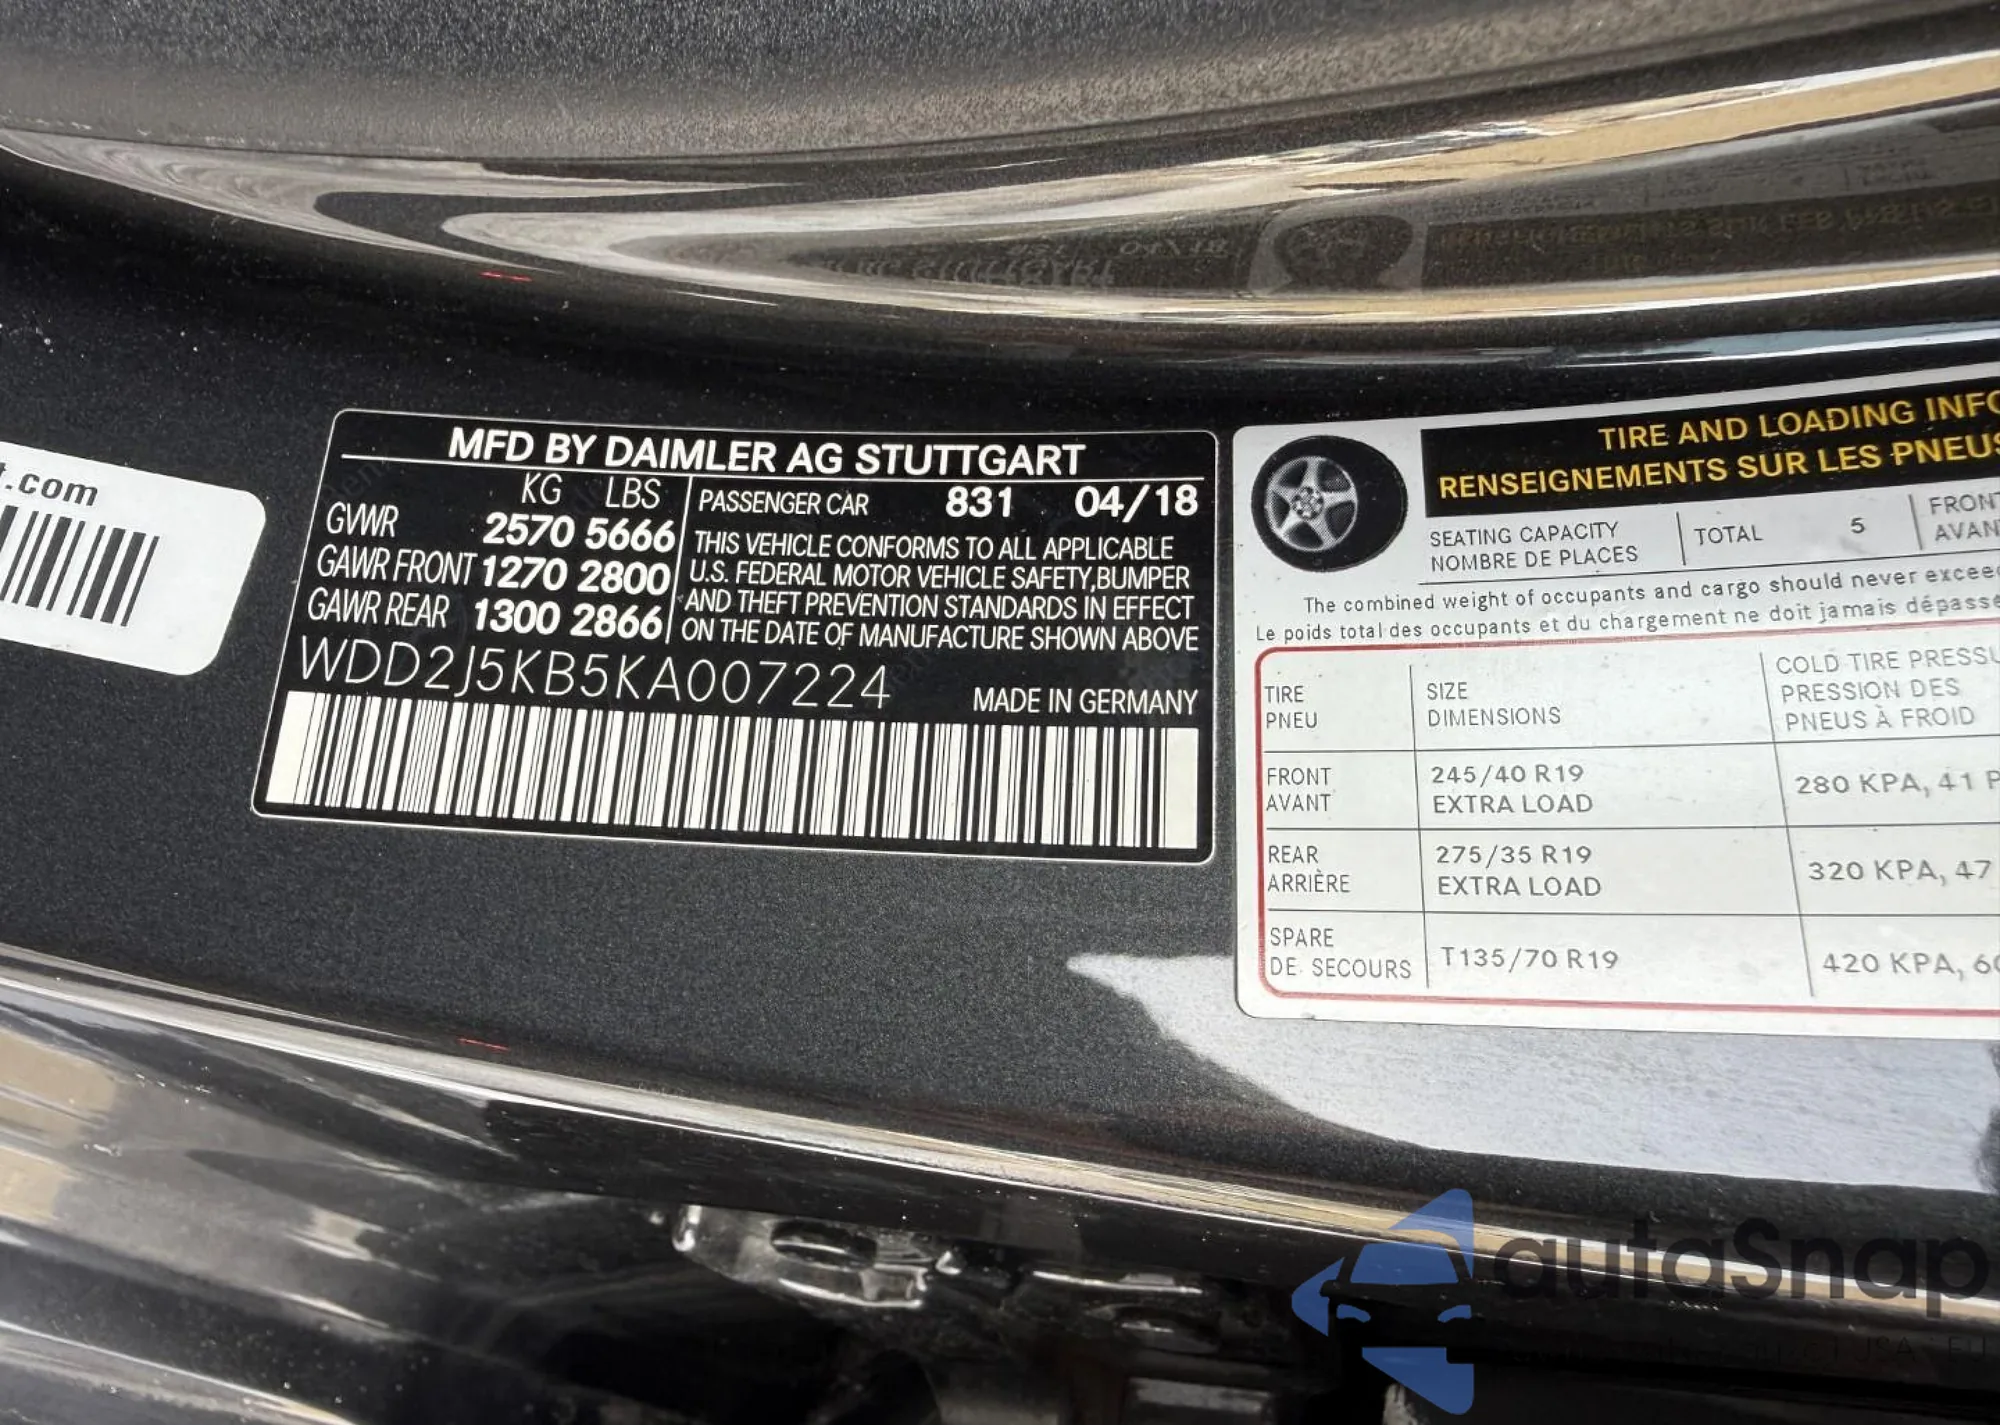 .com
MFD BY DAIMLER AG STUTTGART
KG LBS
GVWR 2570 5666
GAWR FRONT 1270 2800
GAWR REAR 1300 2866
PASSENGER CAR 831 04/18
THIS VEHICLE CONFORMS TO ALL APPLICABLE
U.S. FEDERAL MOTOR VEHICLE SAFETY,BUMPER
AND THEFT PREVENTION STANDARDS IN EFFECT
ON THE DATE OF MANUFACTURE SHOWN ABOVE
WDD2J5KB5KA007224
MADE IN GERMANY
TIRE AND LOADING INFO
RENSEIGNEMENTS SUR LES PNEUS
SEATING CAPACITY
NOMBRE DE PLACES
TOTAL 5
FRONT
AVANT
The combined weight of occupants and cargo should never exceed
Le poids total des occupants et du chargement ne doit jamais dépasse
TIRE
PNEU
SIZE
DIMENSIONS
COLD TIRE PRESSU
PRESSION DES
PNEUS À FROID
FRONT
AVANT
245/40 R19
EXTRA LOAD
280 KPA, 41 P
REAR
ARRIÈRE
275/35 R19
EXTRA LOAD
320 KPA, 47
SPARE
DE SECOURS
T135/70 R19
420 KPA, 60
autaSnap